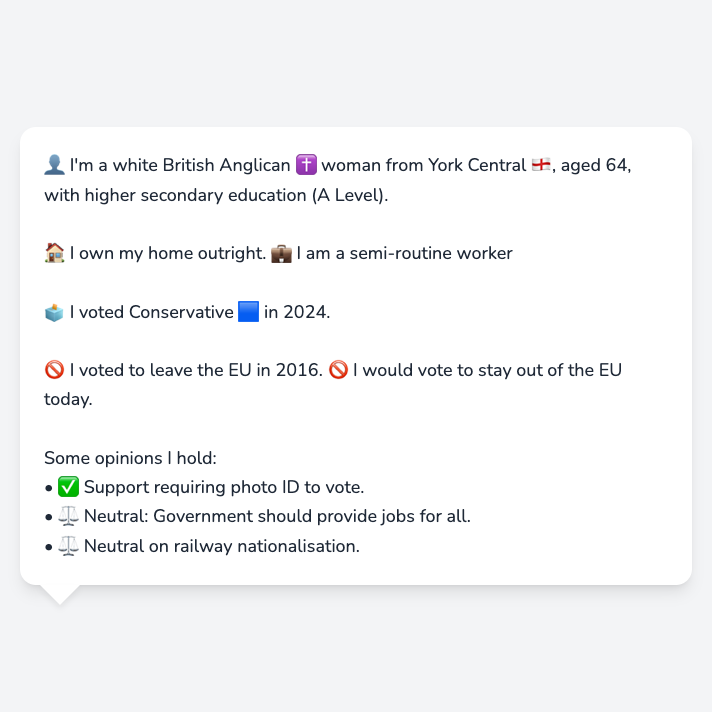 👤 I'm a white British Anglican ✝️ woman from York Central 🏴󠁧󠁢󠁥󠁮󠁧󠁿, aged 64,
with higher secondary education (A Level).
🏠 I own my home outright. 💼 I am a semi-routine worker
🗳️ I voted Conservative 🟦 in 2024.
🚫 I voted to leave the EU in 2016. 🚫 I would vote to stay out of the EU
today.
Some opinions I hold:
• ✅ Support requiring photo ID to vote.
• ⚖️ Neutral: Government should provide jobs for all.
• ⚖️ Neutral on railway nationalisation.